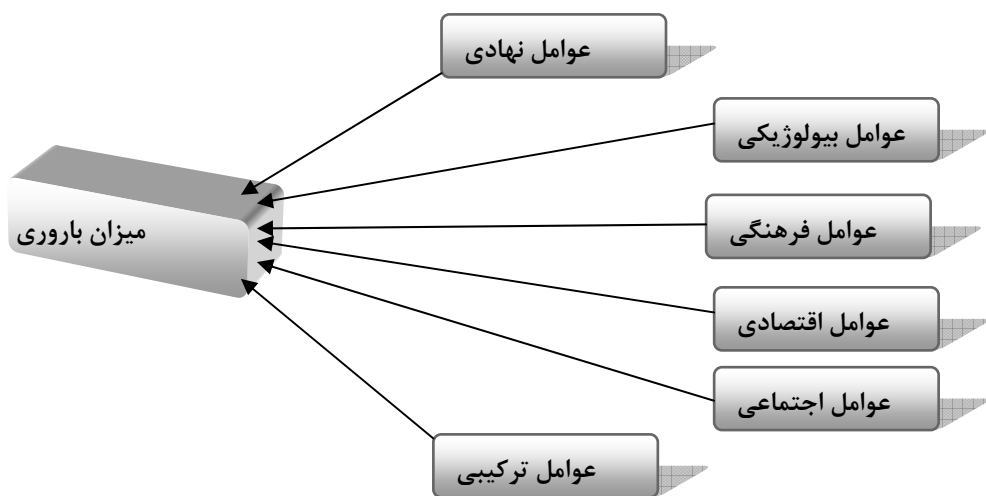 عوامل نهادی
عوامل بیولوژیکی
عوامل فرهنگی
میزان باروری
عوامل اقتصادی
عوامل اجتماعی
عوامل ترکیبی